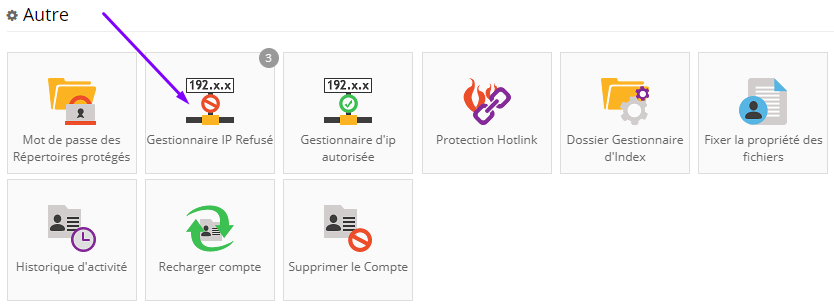 Autre
3
192.x.x
192.x.x
Mot de passe des
Répertoires protégés
Gestionnaire IP Refusé
Gestionnaire d'ip
autorisée
Protection Hotlink
Dossier Gestionnaire
d'Index
Fixer la propriété des
fichiers
Historique d'activité
Recharger compte
Supprimer le Compte